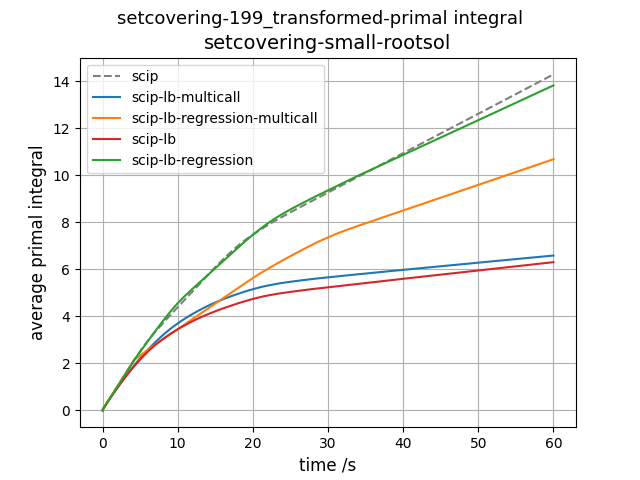 setcovering-199_transformed-primal integral
setcovering-small-rootsol
scip
scip-lb-multicall
scip-lb-regression-multicall
scip-lb
scip-lb-regression
average primal integral
14
12
10
8
6
4
2
0
0 10 20 30 40 50 60
time /s